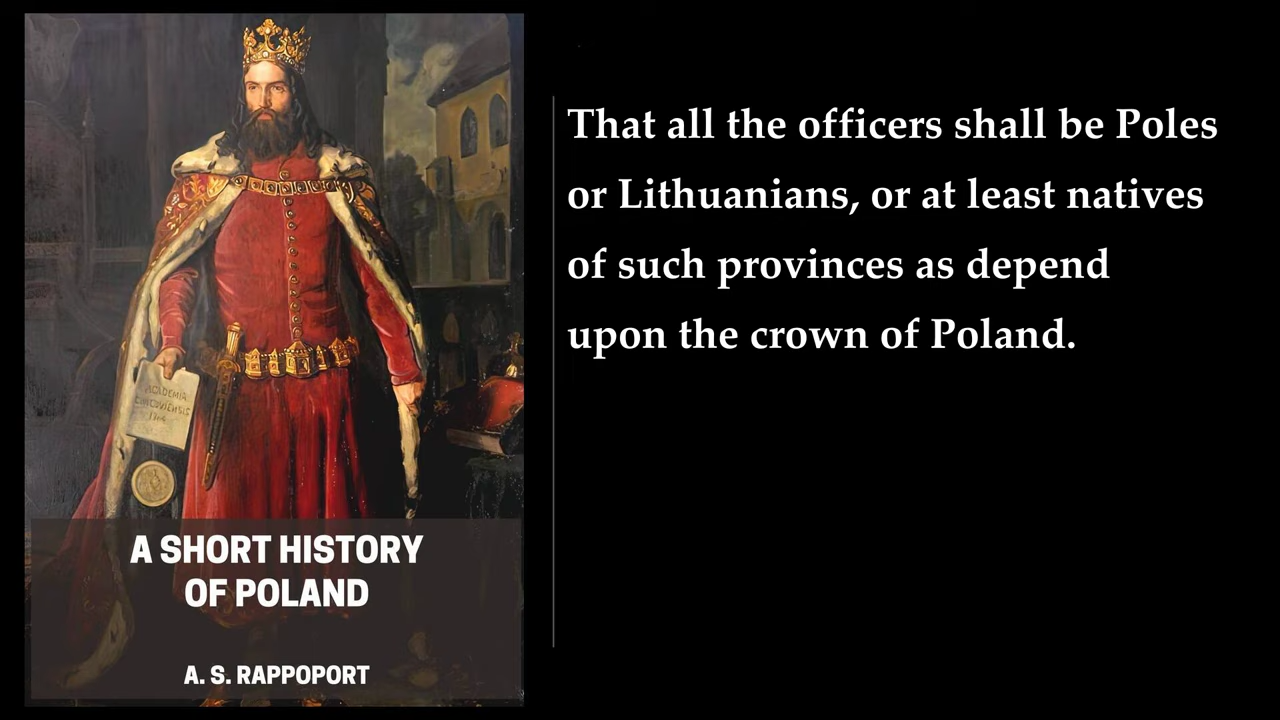 ACADEMIA
A SHORT HISTORY
OF POLAND
A. S. RAPPOPORT
That all the officers shall be Poles
or Lithuanians, or at least natives
of such provinces as depend
upon the crown of Poland.